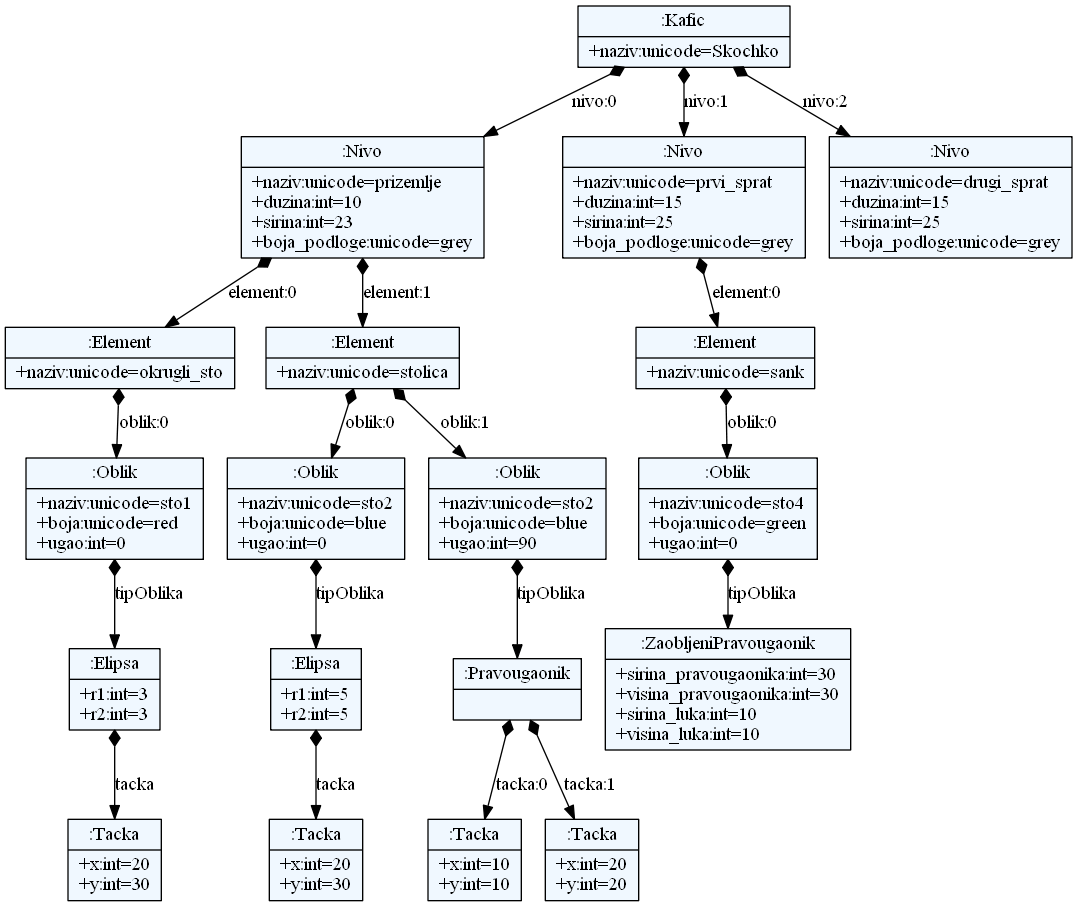 :Kafic
+naziv:unicode=Skochko
nivo:0
nivo:1
nivo:2
:Nivo
+naziv:unicode=prizemlje
+duzina:int=10
+sirina:int=23
+boja_podloge:unicode=grey
:Nivo
+naziv:unicode=prvi_sprat
+duzina:int=15
+sirina:int=25
+boja_podloge:unicode=grey
:Nivo
+naziv:unicode=drugi_sprat
+duzina:int=15
+sirina:int=25
+boja_podloge:unicode=grey
element:0
element:1
element:0
:Element
+naziv:unicode=okrugli_sto
:Element
+naziv:unicode=stolica
:Element
+naziv:unicode=sank
oblik:0
oblik:0
oblik:1
oblik:0
:Oblik
+naziv:unicode=sto1
+boja:unicode=red
+ugao:int=0
:Oblik
+naziv:unicode=sto2
+boja:unicode=blue
+ugao:int=0
:Oblik
+naziv:unicode=sto2
+boja:unicode=blue
+ugao:int=90
:Oblik
+naziv:unicode=sto4
+boja:unicode=green
+ugao:int=0
tipOblika
tipOblika
tipOblika
tipOblika
:Elipsa
+r1:int=3
+r2:int=3
:Elipsa
+r1:int=5
+r2:int=5
:Pravougaonik
:ZaobljeniPravougaonik
+sirina_pravougaonika:int=30
+visina_pravougaonika:int=30
+sirina_luka:int=10
+visina_luka:int=10
tacka
tacka
tacka:0
tacka:1
:Tacka
+x:int=20
+y:int=30
:Tacka
+x:int=20
+y:int=30
:Tacka
+x:int=10
+y:int=10
:Tacka
+x:int=20
+y:int=20